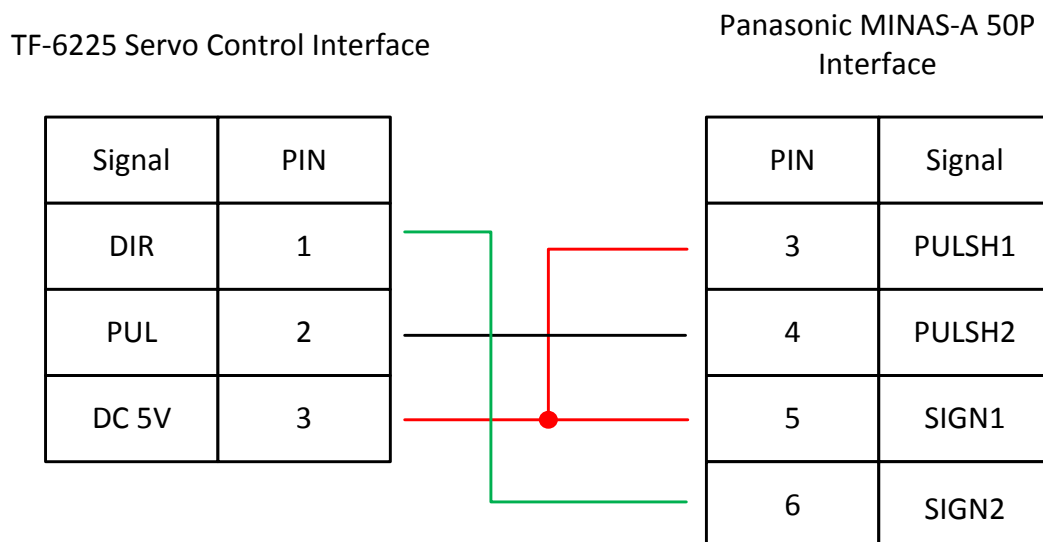 TF-6225 Servo Control Interface
Panasonic MINAS-A 50P
Interface
Signal PIN
DIR 1
PUL 2
DC 5V 3
PIN Signal
3 PULSH1
4 PULSH2
5 SIGN1
6 SIGN2